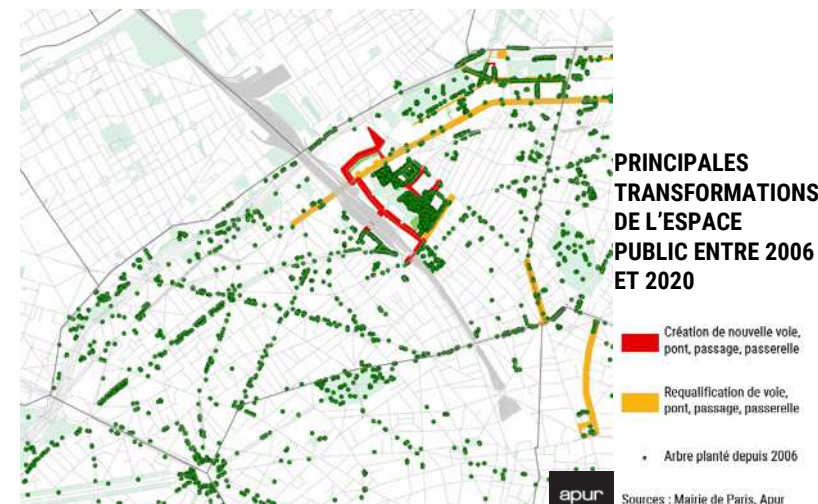 PRINCIPALES
TRANSFORMATIONS
DE L'ESPACE
PUBLIC ENTRE 2006
ET 2020
Création de nouvelle voie,
pont, passage, passerelle
Requalification de voie,
pont, passage, passerelle
Arbre planté depuis 2006
apur
Sources : Mairie de Paris, Apur